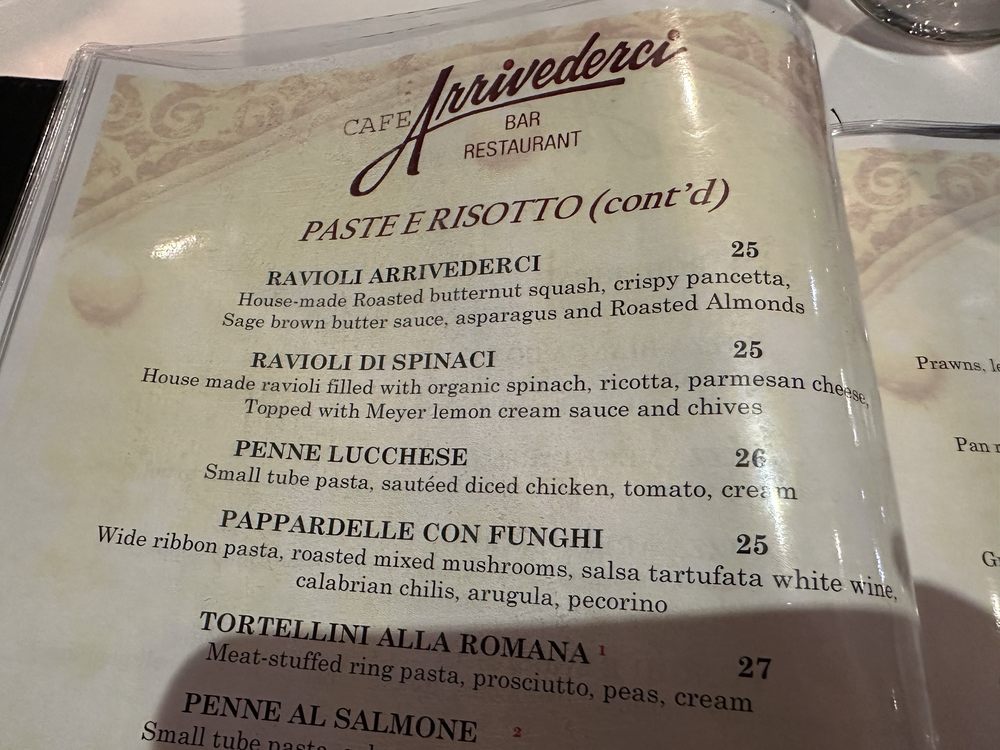 CAFE Arrivederci
BAR
RESTAURANT
PASTE E RISOTTO (cont'd)
RAVIOLI ARRIVEDERCI 25
House-made Roasted butternut squash, crispy pancetta,
Sage brown butter sauce, asparagus and Roasted Almonds
RAVIOLI DI SPINACI 25
House made ravioli filled with organic spinach, ricotta, parmesan cheese,
Topped with Meyer lemon cream sauce and chives
PENNE LUCCHESE 26
Small tube pasta, sautéed diced chicken, tomato, cream
PAPPARDELLE CON FUNGHI 25
Wide ribbon pasta, roasted mixed mushrooms, salsa tartufata white wine,
calabrian chilis, arugula, pecorino
TORTELLINI ALLA ROMANA 1 27
Meat-stuffed ring pasta, prosciutto, peas, cream
PENNE AL SALMONE 2
Small tube
Prawns,
Pan